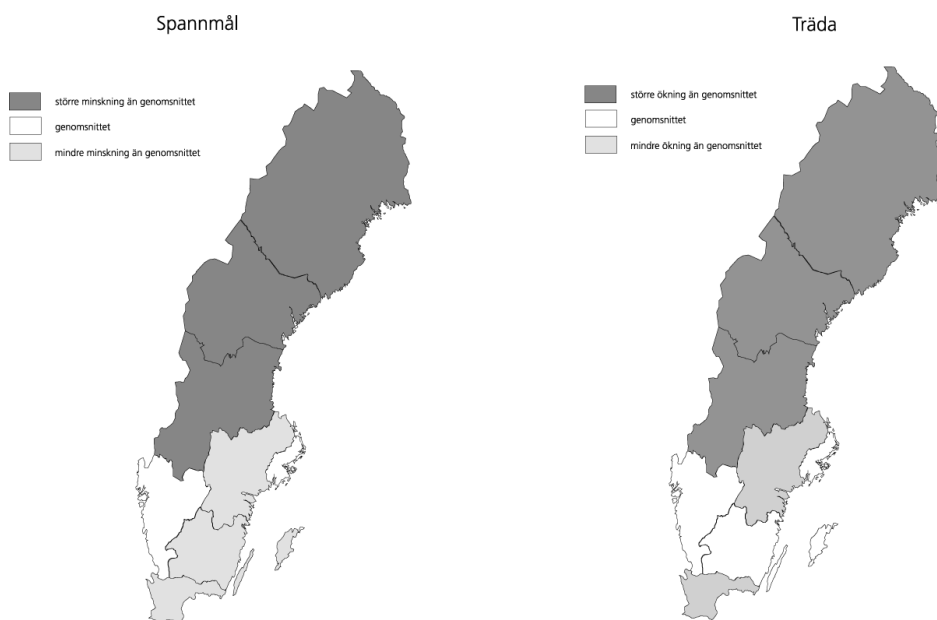 Spannmål
större minskning än genomsnittet
genomsnittet
mindre minskning än genomsnittet
Träda
större ökning än genomsnittet
genomsnittet
mindre ökning än genomsnittet